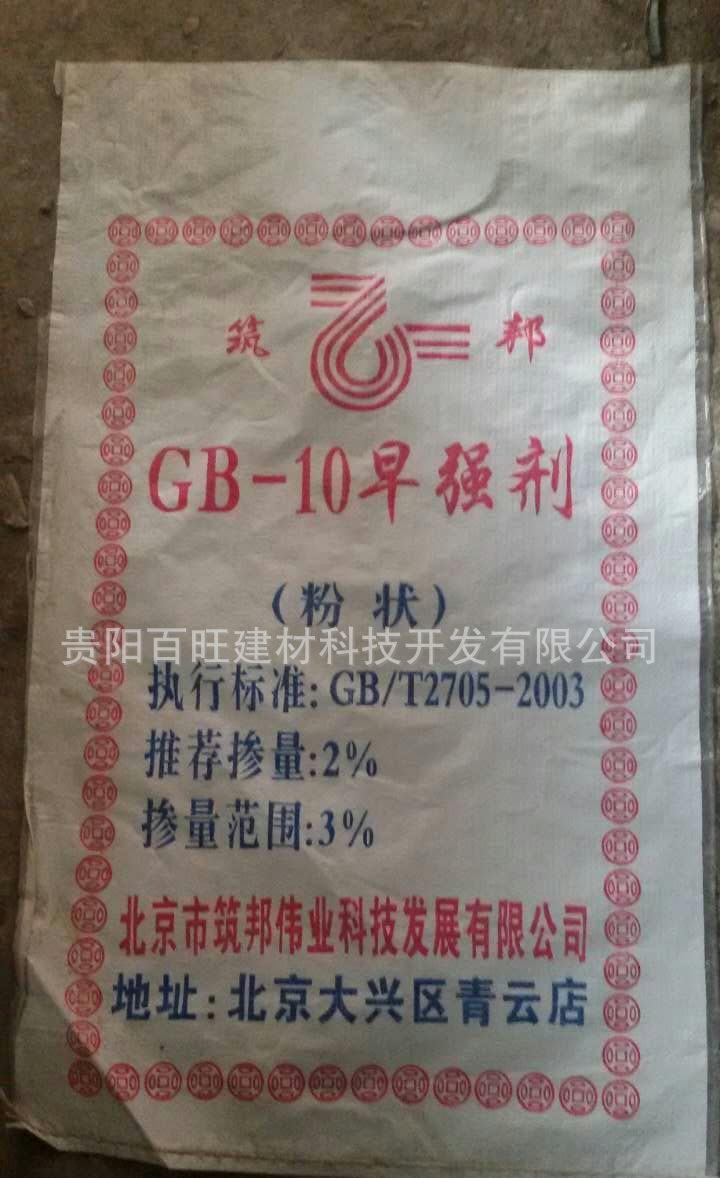 筑 邦
GB-10早强剂
（粉 状）
贵阳百旺建材科技开发有限公司
执行标准:GB/T2705-2003
推荐掺量:2%
掺量范围:3%
北京市筑邦伟业科技发展有限公司
地址:北京大兴区青云店